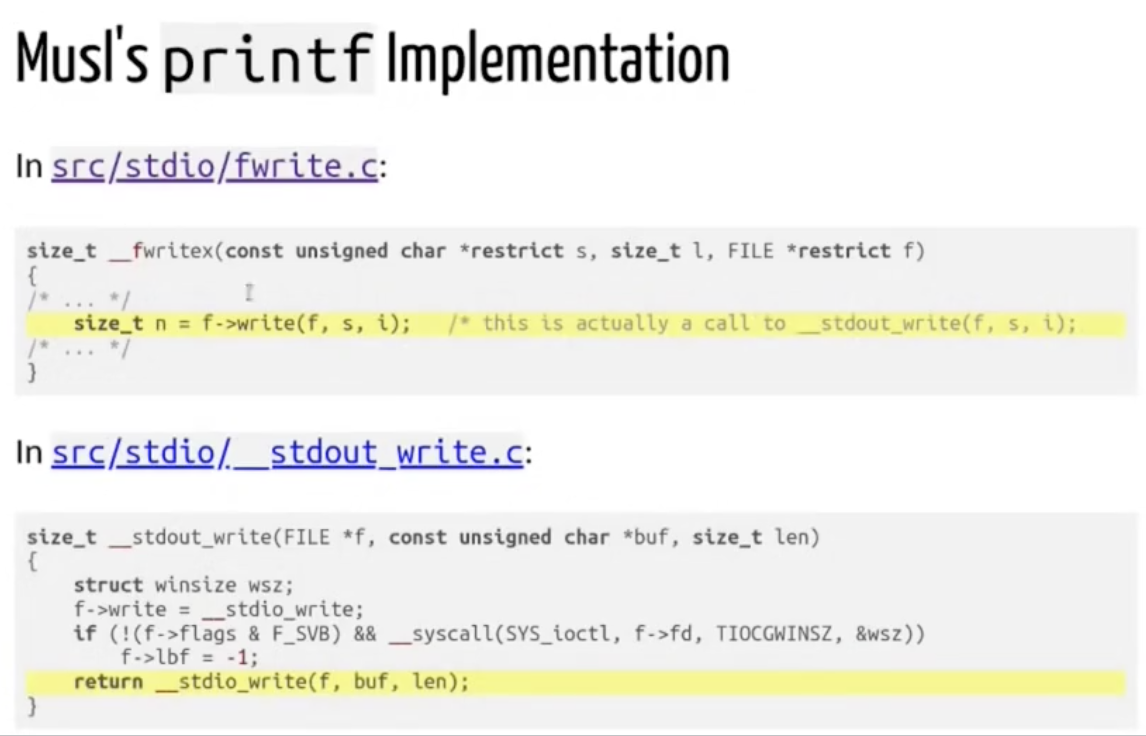 Musl's printf Implementation
In src/stdio/fwrite.c:
size_t __fwritex(const unsigned char *restrict s, size_t l, FILE *restrict f)
{
/* ... */
    size_t n = f->write(f, s, i);   /* this is actually a call to __stdout_write(f, s, i);
/* ... */
}
In src/stdio/__stdout_write.c:
size_t __stdout_write(FILE *f, const unsigned char *buf, size_t len)
{
    struct winsize wsz;
    f->write = __stdio_write;
    if (!(f->flags & F_SVB) && __syscall(SYS_ioctl, f->fd, TIOCGWINSZ, &wsz))
        f->lbf = -1;
    return __stdio_write(f, buf, len);
}